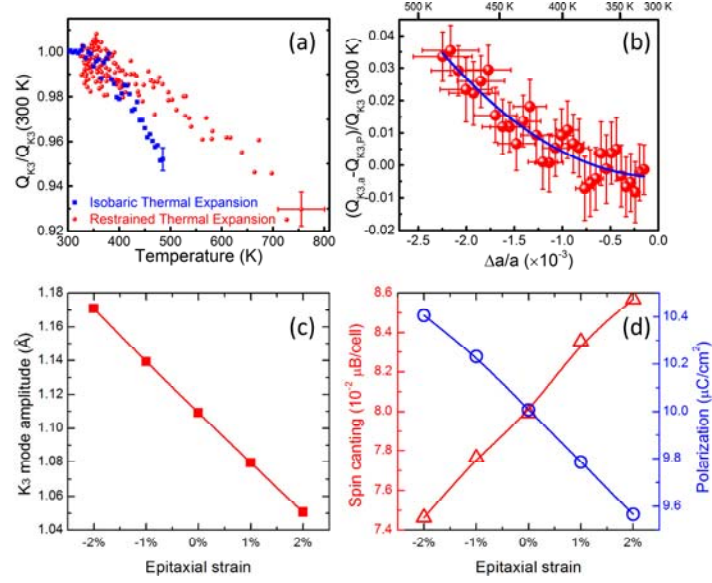 (a)
1.00
0.98
0.96
0.94
0.92
Q_K3/Q_K3(300 K)
Isobaric Thermal Expansion
Restrained Thermal Expansion
300 400 500 600 700 800
Temperature (K)
500 K 450 K 400 K 350 K 300 K
(b)
0.04
0.03
0.02
0.01
0.00
-0.01
-0.02
(Q_K3,a-Q_K3,P)/Q_K3 (300 K)
-2.5 -2.0 -1.5 -1.0 -0.5 0.0
Δa/a (×10⁻³)
(c)
1.18
1.16
1.14
1.12
1.10
1.08
1.06
1.04
K₃ mode amplitude (Å)
-2% -1% 0% 1% 2%
Epitaxial strain
(d)
8.6
8.4
8.2
8.0
7.8
7.6
7.4
Spin canting (10⁻² μB/cell)
10.4
10.2
10.0
9.8
9.6
Polarization (μC/cm²)
-2% -1% 0% 1% 2%
Epitaxial strain